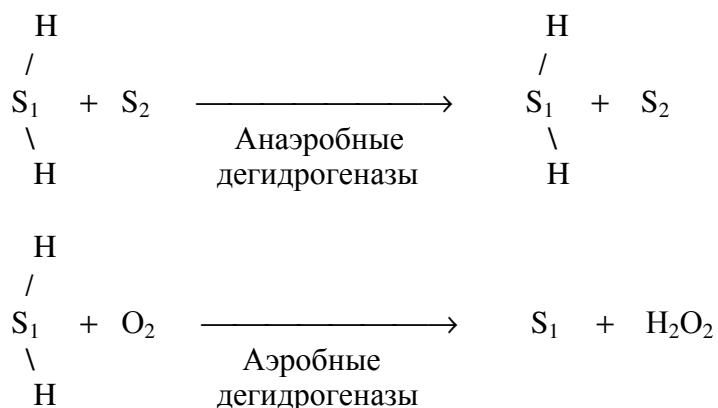 H
/
S₁ + S₂ ⟶ S₁ + S₂
\ Анаэробные \
H дегидрогеназы H
H
/
S₁ + O₂ ⟶ S₁ + H₂O₂
\ Аэробные
H дегидрогеназы